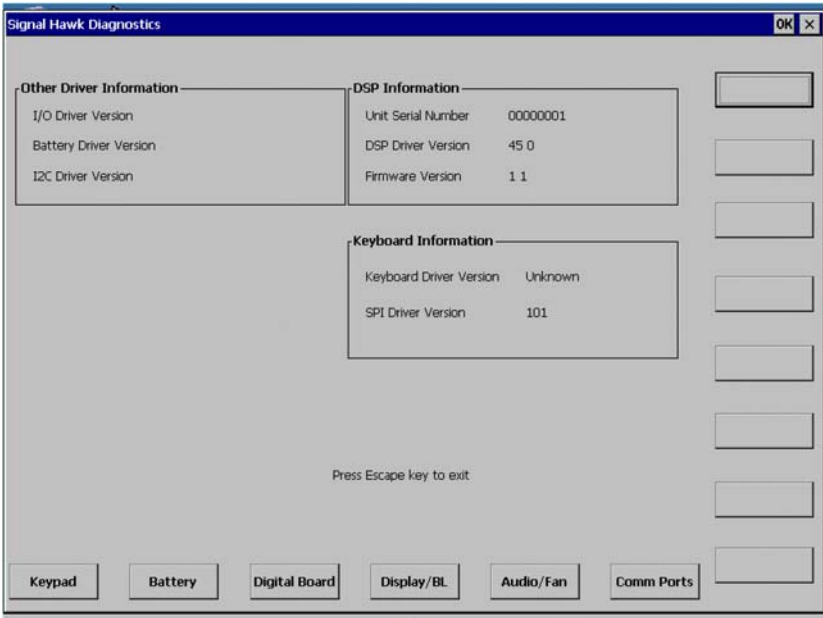 Signal Hawk Diagnostics
OK
Other Driver Information
I/O Driver Version
Battery Driver Version
I2C Driver Version
DSP Information
Unit Serial Number 00000001
DSP Driver Version 45 0
Firmware Version 1 1
Keyboard Information
Keyboard Driver Version Unknown
SPI Driver Version 101
Press Escape key to exit
Keypad Battery Digital Board Display/BL Audio/Fan Comm Ports